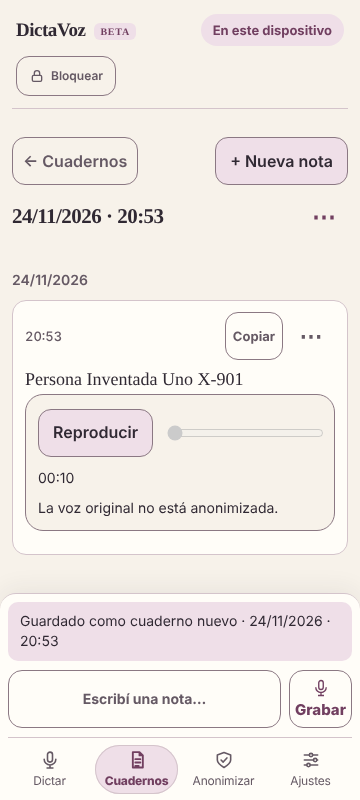 DictaVoz BETA
En este dispositivo
Bloquear
← Cuadernos
+ Nueva nota
24/11/2026 · 20:53
24/11/2026
20:53
Copiar
Persona Inventada Uno X-901
Reproducir
00:10
La voz original no está anonimizada.
Guardado como cuaderno nuevo · 24/11/2026 ·
20:53
Escribí una nota...
Grabar
Dictar
Cuadernos
Anonimizar
Ajustes